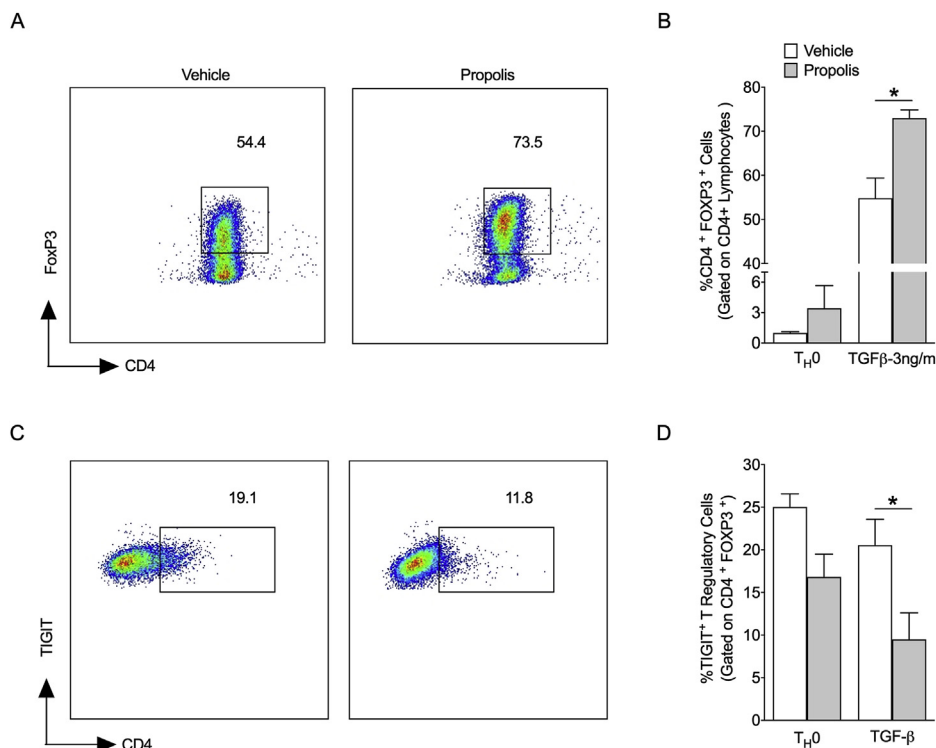 A
Vehicle
Propolis
54.4
73.5
FoxP3
CD4
B
Vehicle
Propolis
%CD4⁺ FOXP3⁺ Cells
(Gated on CD4+ Lymphocytes )
80
70
60
50
40
6
3
0
T_H0
TGFβ-3ng/m
C
19.1
11.8
TIGIT
CD4
D
%TIGIT⁺ T Regulatory Cells
(Gated on CD4⁺ FOXP3⁺)
30
25
20
15
10
5
0
T_H0
TGF-β
*
*